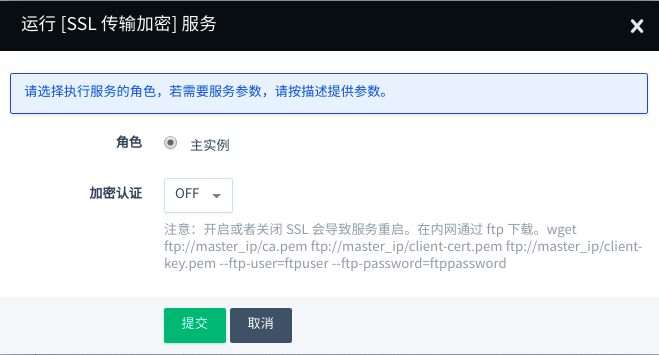 运行 [SSL 传输加密] 服务
请选择执行服务的角色，若需要服务参数，请按描述提供参数。
角色 主实例
加密认证 OFF
注意：开启或者关闭 SSL 会导致服务重启。在内网通过 ftp 下载。wget
ftp://master_ip/ca.pem ftp://master_ip/client-cert.pem ftp://master_ip/client-
key.pem --ftp-user=ftpuser --ftp-password=ftppassword
提交 取消